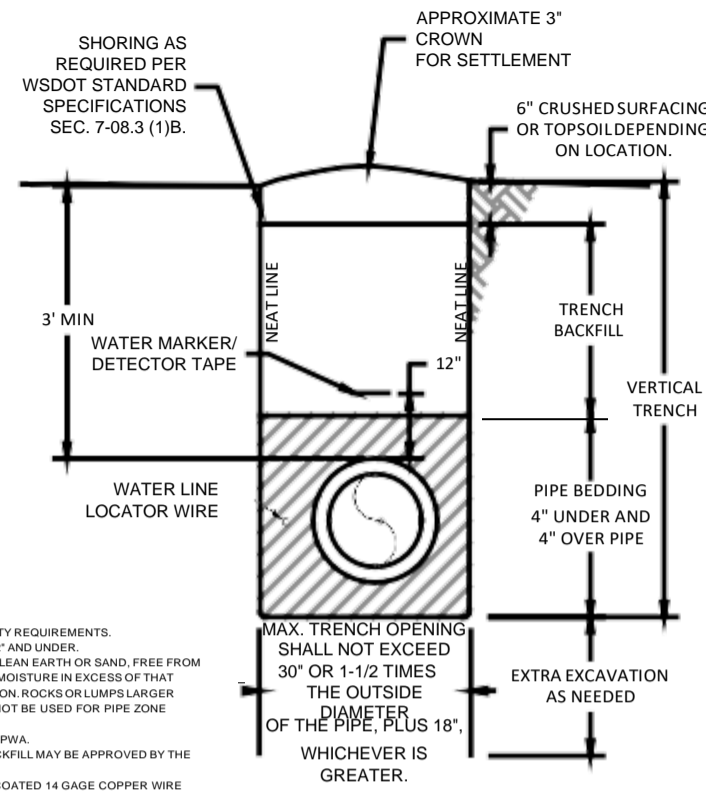 APPROXIMATE 3"
CROWN
FOR SETTLEMENT
SHORING AS
REQUIRED PER
WSDOT STANDARD
SPECIFICATIONS
SEC. 7-08.3 (1)B.
6" CRUSHED SURFACING
OR TOPSOIL DEPENDING
ON LOCATION.
NEAT LINE
NEAT LINE
3' MIN
TRENCH
BACKFILL
WATER MARKER/
DETECTOR TAPE
12"
VERTICAL
TRENCH
WATER LINE
LOCATOR WIRE
PIPE BEDDING
4" UNDER AND
4" OVER PIPE
MAX. TRENCH OPENING
SHALL NOT EXCEED
30" OR 1-1/2 TIMES
THE OUTSIDE
DIAMETER
OF THE PIPE, PLUS 18",
WHICHEVER IS
GREATER.
EXTRA EXCAVATION
AS NEEDED
TY REQUIREMENTS.
" AND UNDER.
LEAN EARTH OR SAND, FREE FROM
MOISTURE IN EXCESS OF THAT
ON. ROCKS OR LUMPS LARGER
NOT BE USED FOR PIPE ZONE
PWA.
CKFILL MAY BE APPROVED BY THE
COATED 14 GAGE COPPER WIRE